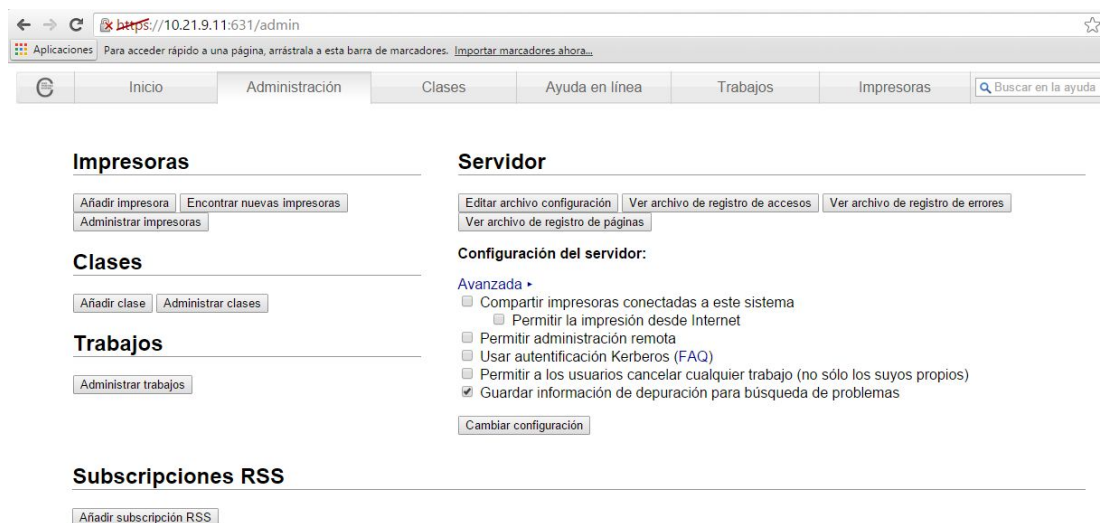 https://10.21.9.11:631/admin
Aplicaciones Para acceder rápido a una página, arrástrala a esta barra de marcadores. Importar marcadores ahora...
Inicio Administración Clases Ayuda en línea Trabajos Impresoras Buscar en la ayuda
Impresoras
Añadir impresora Encontrar nuevas impresoras
Administrar impresoras
Clases
Añadir clase Administrar clases
Trabajos
Administrar trabajos
Servidor
Editar archivo configuración Ver archivo de registro de accesos Ver archivo de registro de errores
Ver archivo de registro de páginas
Configuración del servidor:
Avanzada ▸
Compartir impresoras conectadas a este sistema
Permitir la impresión desde Internet
Permitir administración remota
Usar autentificación Kerberos (FAQ)
Permitir a los usuarios cancelar cualquier trabajo (no sólo los suyos propios)
Guardar información de depuración para búsqueda de problemas
Cambiar configuración
Subscripciones RSS
Añadir subscripción RSS